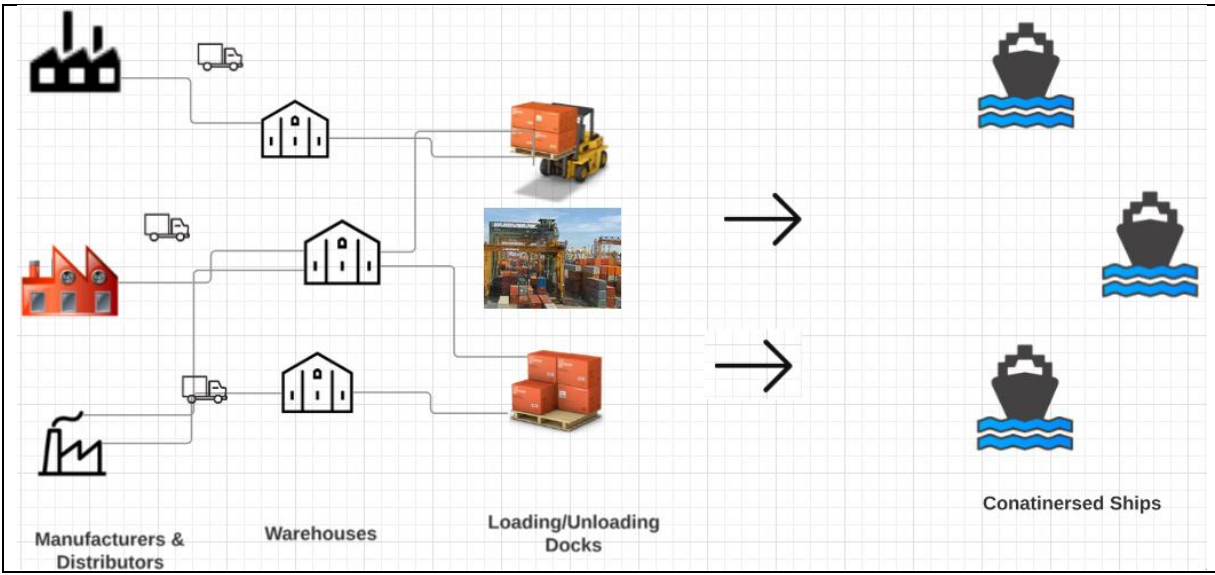 Manufacturers &
Distributors
Warehouses
Loading/Unloading
Docks
Conatinersed Ships